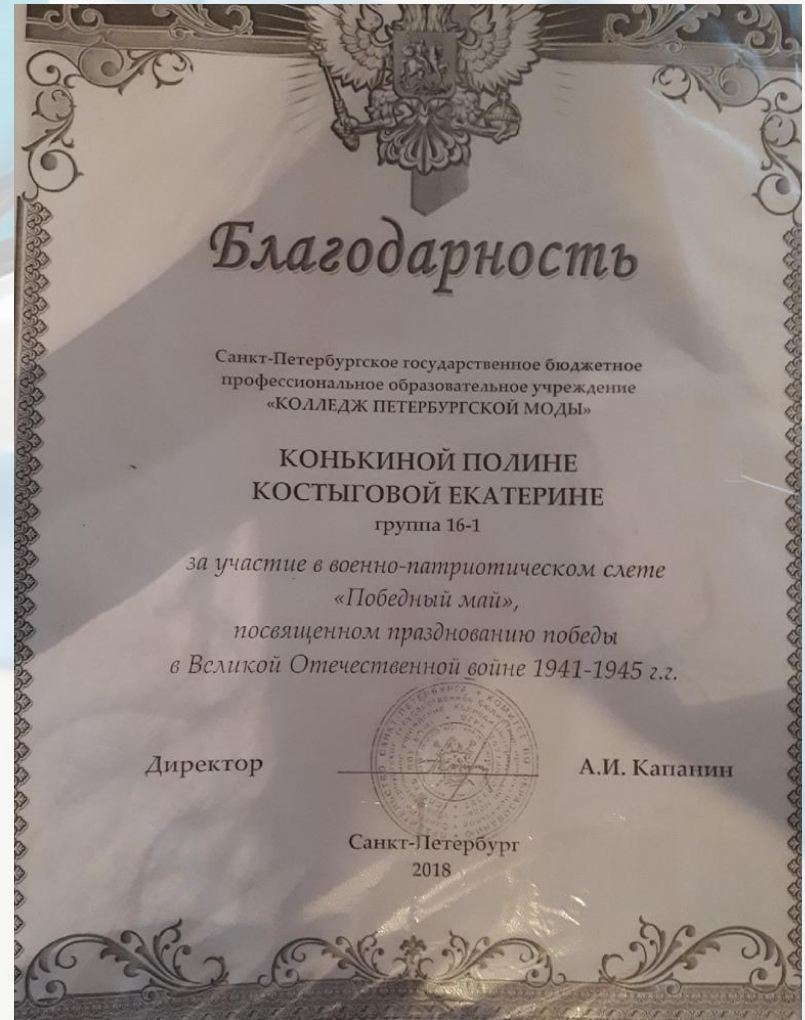 Благодарность
Санкт-Петербургское государственное бюджетное
профессиональное образовательное учреждение
«КОЛЛЕДЖ ПЕТЕРБУРГСКОЙ МОДЫ»
КОНЬКИНОЙ ПОЛИНЕ
КОСТЫГОВОЙ ЕКАТЕРИНЕ
группа 16-1
за участие в военно-патриотическом слете
«Победный май»,
посвященном празднованию победы
в Великой Отечественной войне 1941-1945 г.г.
Директор А.И. Капанин
Санкт-Петербург
2018